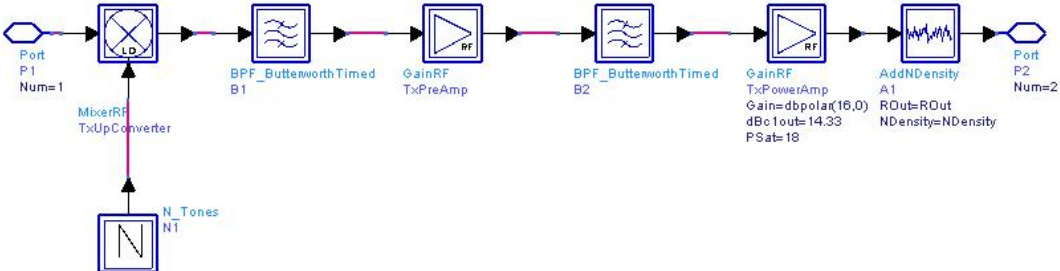 LO
RF
RF
Port
P1
Num=1
BPF_ButterworthTimed
B1
GainRF
TxPreAmp
BPF_ButterworthTimed
B2
GainRF
TxPowerAmp
Gain=dbpolar(16,0)
dBc1out=14.33
PSat=18
AddNDensity
A1
ROut=ROut
NDensity=NDensity
Port
P2
Num=2
MixerRF
TxUpConverter
N_Tones
N1
N